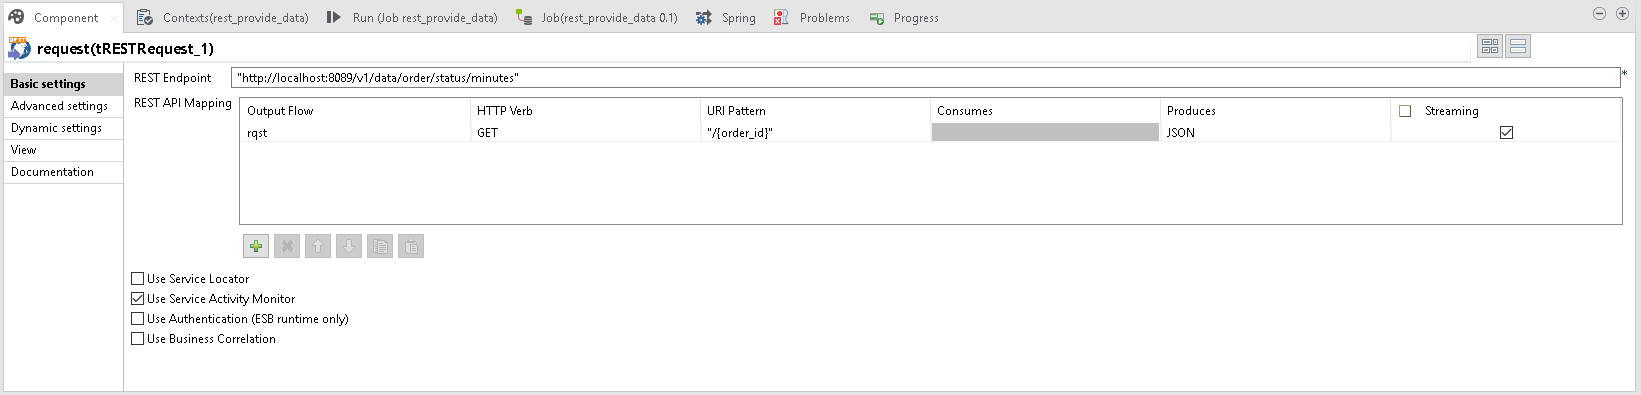 Component Contexts(rest_provide_data) Run (Job rest_provide_data) Job(rest_provide_data 0.1) Spring Problems Progress
request(tRESTRequest_1)
Basic settings
Advanced settings
Dynamic settings
View
Documentation
REST Endpoint "http://localhost:8089/v1/data/order/status/minutes" *
REST API Mapping
Output Flow HTTP Verb URI Pattern Consumes Produces Streaming
rqst GET "/{order_id}" JSON
Use Service Locator
Use Service Activity Monitor
Use Authentication (ESB runtime only)
Use Business Correlation